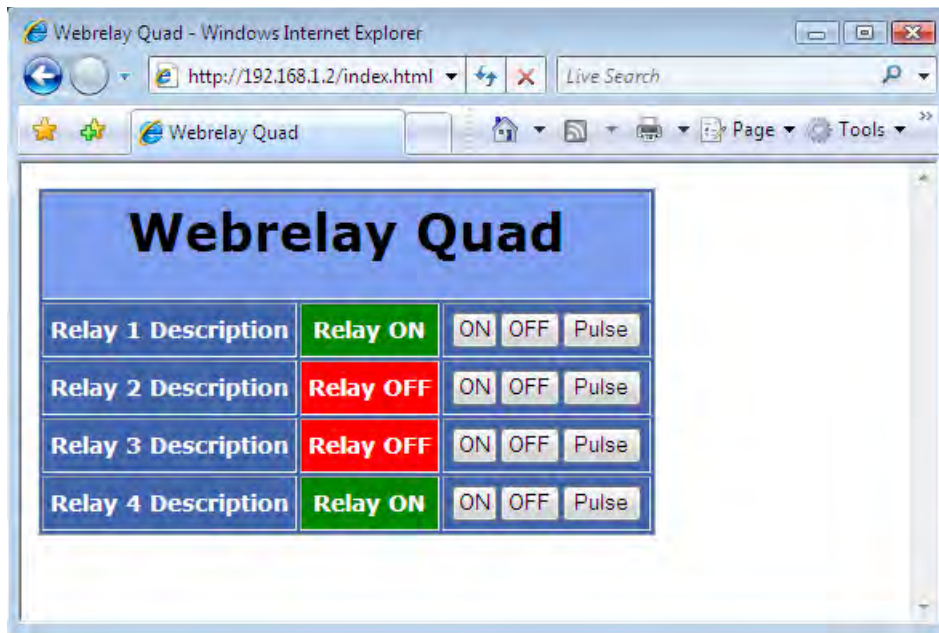 Webrelay Quad - Windows Internet Explorer
http://192.168.1.2/index.html Live Search
Webrelay Quad Page Tools »
Webrelay Quad
Relay 1 Description Relay ON ON OFF Pulse
Relay 2 Description Relay OFF ON OFF Pulse
Relay 3 Description Relay OFF ON OFF Pulse
Relay 4 Description Relay ON ON OFF Pulse